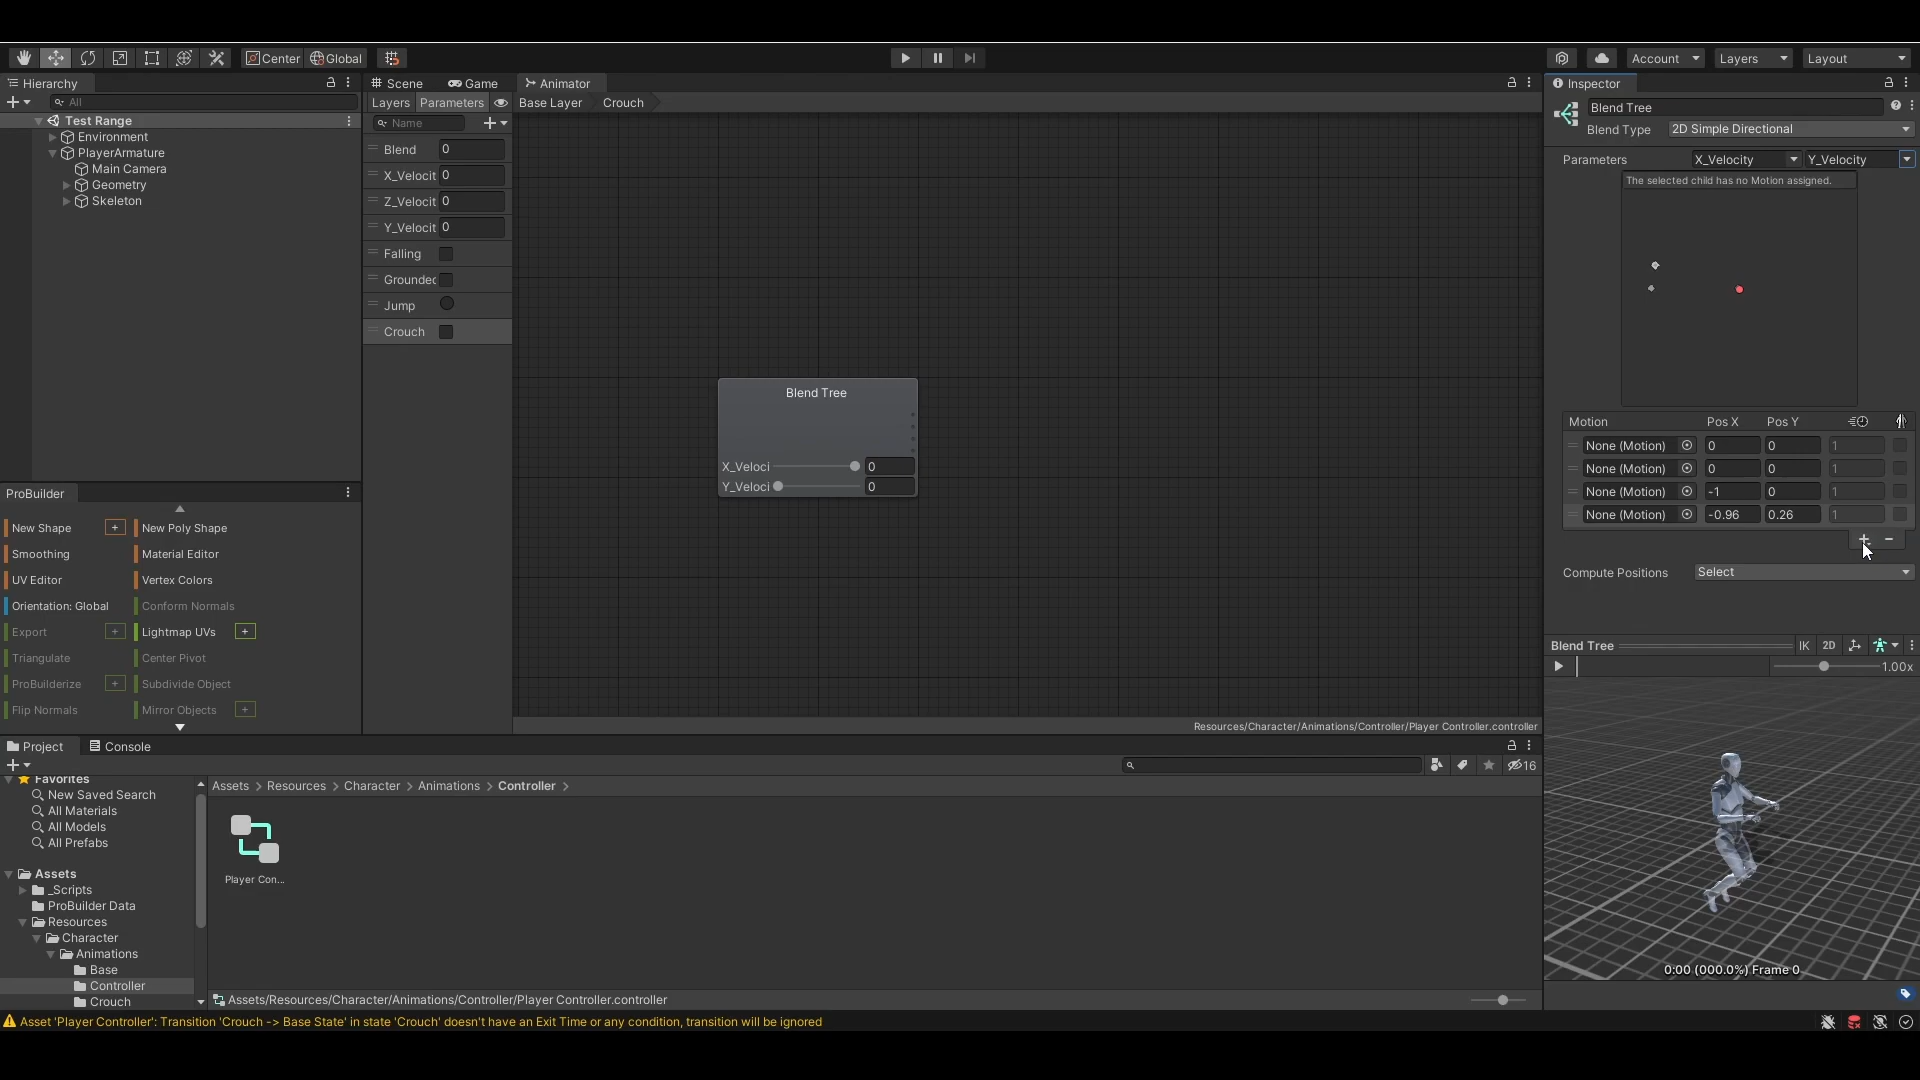 Center
Global
Account
Layers
Layout
Hierarchy
All
Test Range
Environment
PlayerArmature
Main Camera
Geometry
Skeleton
Scene
Game
Animator
Layers
Parameters
Base Layer
Crouch
Name
Blend 0
X_Velocit 0
Z_Velocit 0
Y_Velocit 0
Falling
Grounded
Jump
Crouch
Blend Tree
X_Veloci 0
Y_Veloci 0
Resources/Character/Animations/Controller/Player Controller.controller
Inspector
Blend Tree
Blend Type 2D Simple Directional
Parameters X_Velocity Y_Velocity
The selected child has no Motion assigned.
Motion Pos X Pos Y
None (Motion) 0 0 1
None (Motion) 0 0 1
None (Motion) -1 0 1
None (Motion) -0.96 0.26 1
Compute Positions Select
Blend Tree IK 2D
1.00x
0:00 (000.0%) Frame 0
ProBuilder
New Shape + New Poly Shape
Smoothing Material Editor
UV Editor Vertex Colors
Orientation: Global Conform Normals
Export + Lightmap UVs +
Triangulate Center Pivot
ProBuilderize + Subdivide Object
Flip Normals Mirror Objects +
Project Console
16
Favorites
New Saved Search
All Materials
All Models
All Prefabs
Assets
_Scripts
ProBuilder Data
Resources
Character
Animations
Base
Controller
Crouch
Assets > Resources > Character > Animations > Controller >
Player Con...
Assets/Resources/Character/Animations/Controller/Player Controller.controller
Asset 'Player Controller': Transition 'Crouch -> Base State' in state 'Crouch' doesn't have an Exit Time or any condition, transition will be ignored